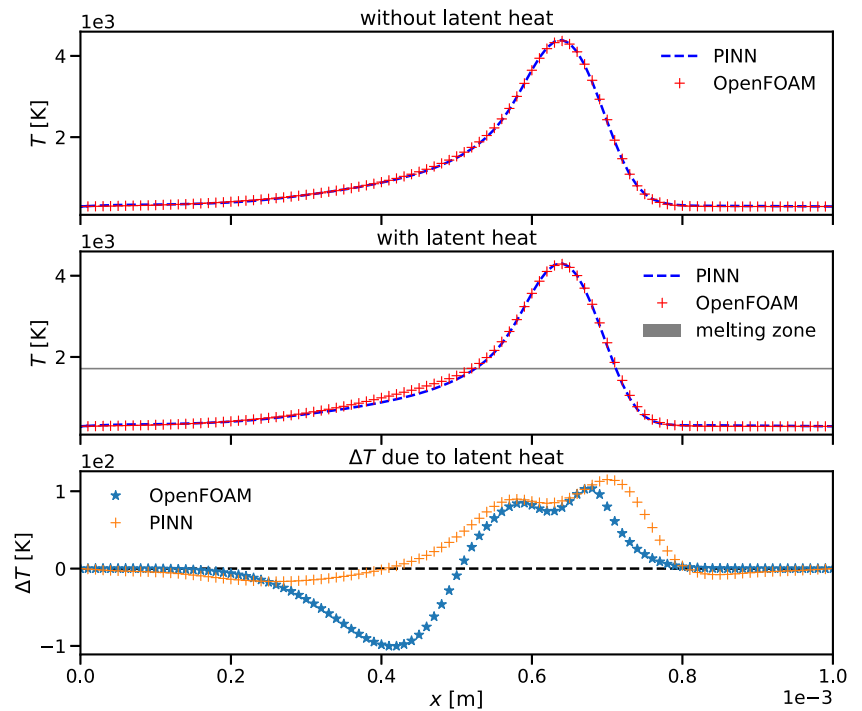 without latent heat
1e3
4
2
T [K]
PINN
OpenFOAM
with latent heat
1e3
4
2
T [K]
PINN
OpenFOAM
melting zone
ΔT due to latent heat
1e2
1
0
−1
ΔT [K]
OpenFOAM
PINN
0.0 0.2 0.4 0.6 0.8 1.0
x [m]
1e−3